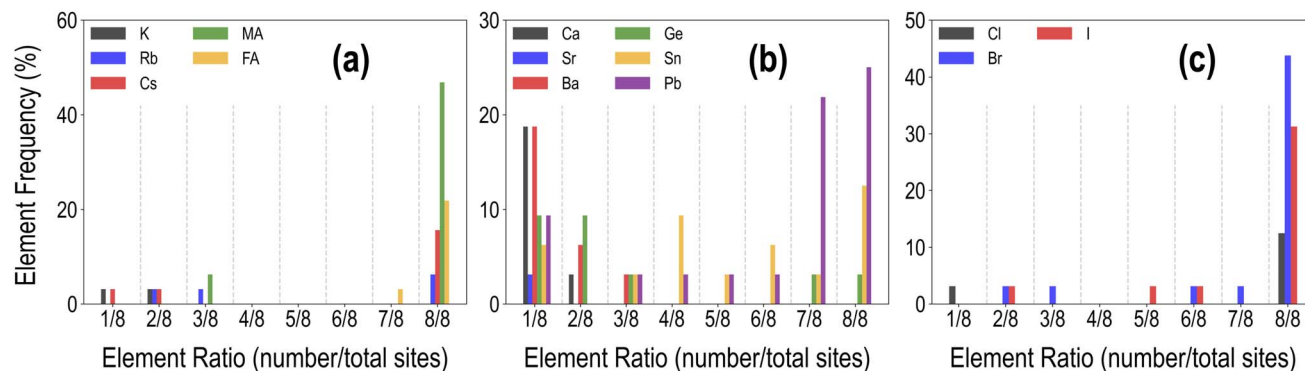 Element Frequency (%)
60
40
20
0
K
Rb
Cs
MA
FA
(a)
1/8 2/8 3/8 4/8 5/8 6/8 7/8 8/8
Element Ratio (number/total sites)
30
20
10
0
Ca
Sr
Ba
Ge
Sn
Pb
(b)
1/8 2/8 3/8 4/8 5/8 6/8 7/8 8/8
Element Ratio (number/total sites)
50
40
30
20
10
0
Cl
Br
I
(c)
1/8 2/8 3/8 4/8 5/8 6/8 7/8 8/8
Element Ratio (number/total sites)